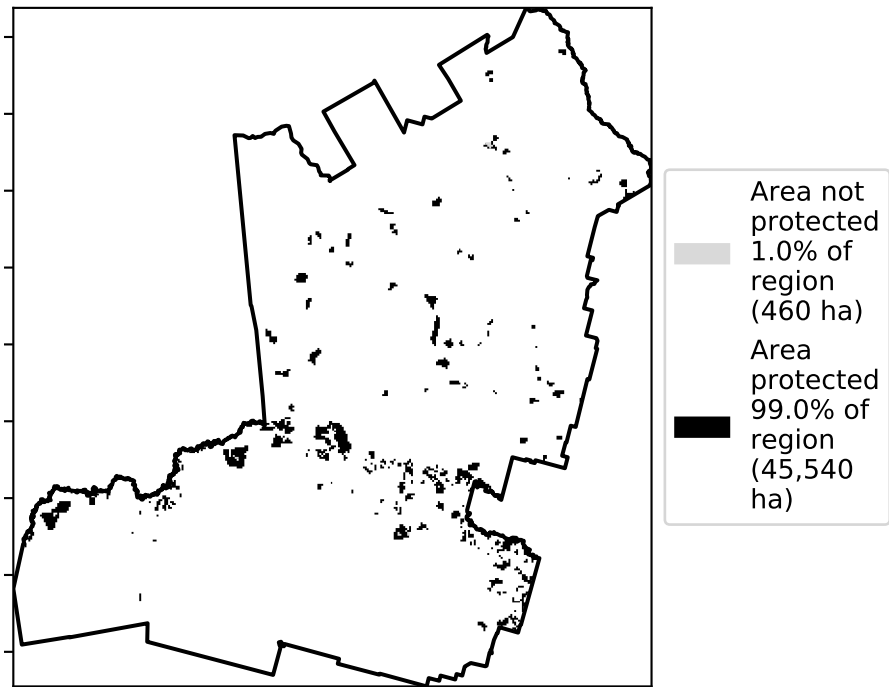 Area not
protected
1.0% of
region
(460 ha)
Area
protected
99.0% of
region
(45,540
ha)